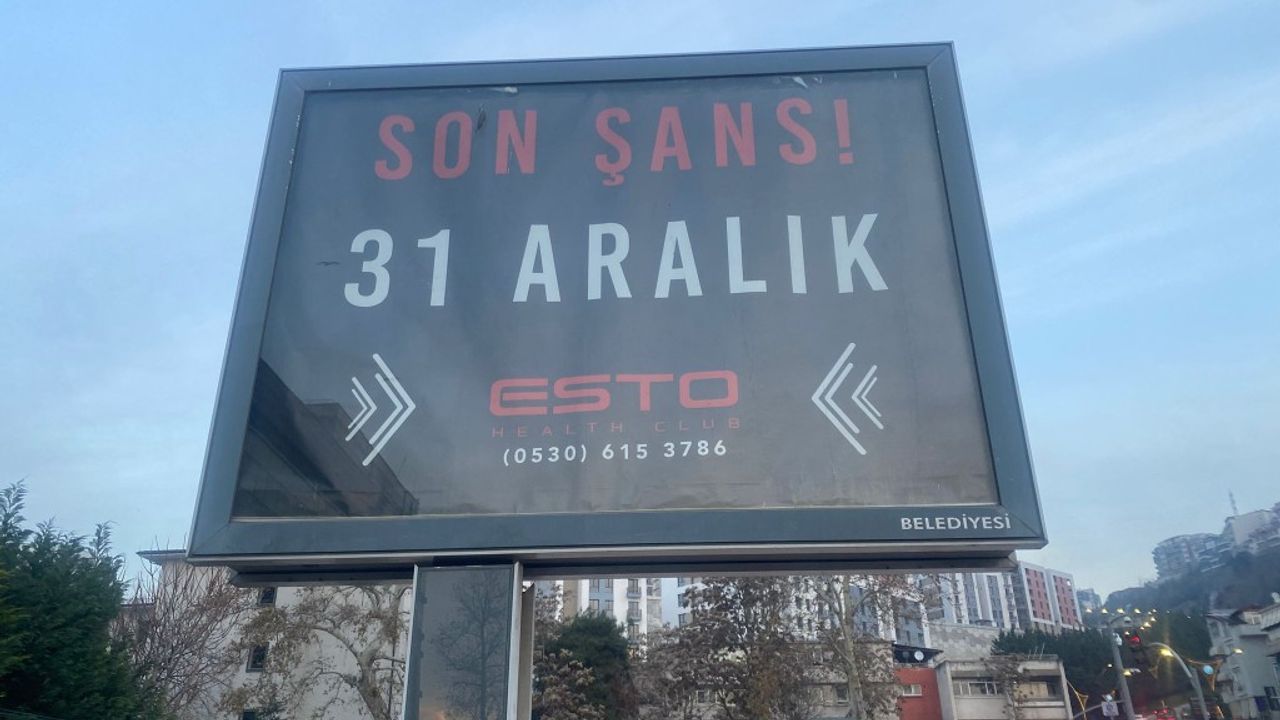 SON ŞANS!
31 ARALIK
ESTO
HEALTH CLUB
(0530) 615 3786
BELEDİYESİ